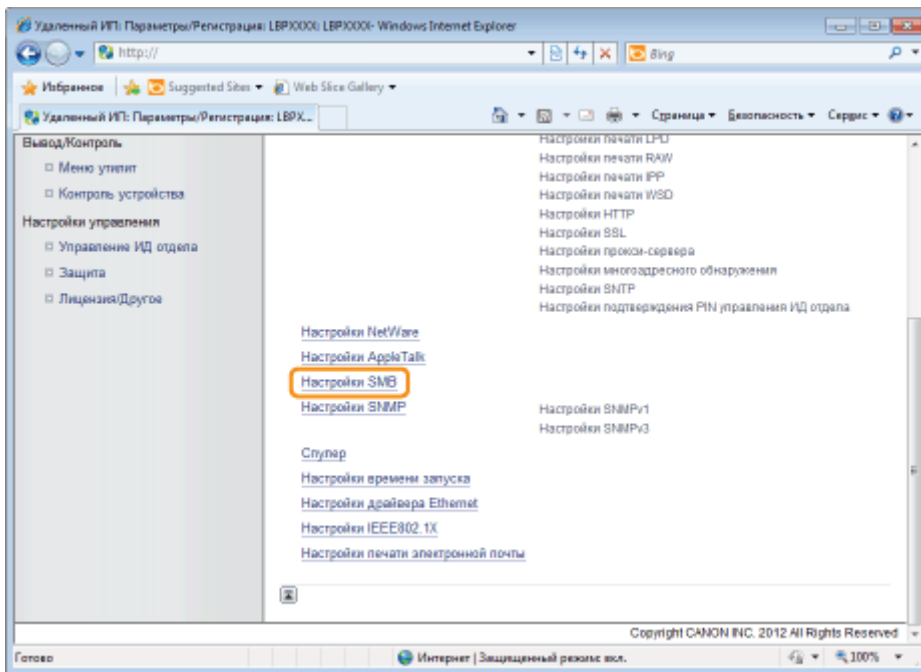 Удаленный ИП: Параметры/Регистрация: LBPXXXX: LBPXXXX- Windows Internet Explorer
http://
Bing
Избранное
Suggested Sites
Web Slice Gallery
Удаленный ИП: Параметры/Регистрация: LBPX...
Страница
Безопасность
Сервис
Вывод/Контроль
Меню утилит
Контроль устройства
Настройки управления
Управление ИД отдела
Защита
Лицензия/Другое
Настройки печати LPD
Настройки печати RAW
Настройки печати IPP
Настройки печати WSD
Настройки HTTP
Настройки SSL
Настройки прокси-сервера
Настройки многоадресного обнаружения
Настройки SNTP
Настройки подтверждения PIN управления ИД отдела
Настройки NetWare
Настройки AppleTalk
Настройки SMB
Настройки SNMP
Настройки SNMPv1
Настройки SNMPv3
Спулер
Настройки времени запуска
Настройки драйвера Ethernet
Настройки IEEE802.1X
Настройки печати электронной почты
Copyright CANON INC. 2012 All Rights Reserved
Готово
Интернет | Защищенный режим: вкл.
100%